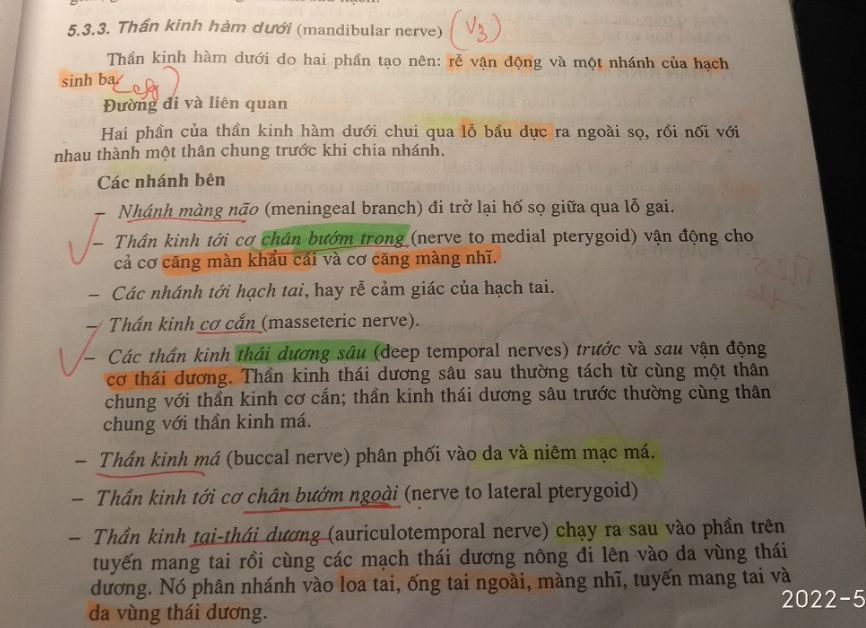 5.3.3. Thần kinh hàm dưới (mandibular nerve) (V3)
Thần kinh hàm dưới do hai phần tạo nên: rễ vận động và một nhánh của hạch
sinh ba.
Đường đi và liên quan
Hai phần của thần kinh hàm dưới chui qua lỗ bầu dục ra ngoài sọ, rồi nối với
nhau thành một thân chung trước khi chia nhánh.
Các nhánh bên
– Nhánh màng não (meningeal branch) đi trở lại hố sọ giữa qua lỗ gai.
– Thần kinh tới cơ chân bướm trong (nerve to medial pterygoid) vận động cho
cả cơ căng màn khẩu cái và cơ căng màng nhĩ.
– Các nhánh tới hạch tai, hay rễ cảm giác của hạch tai.
– Thần kinh cơ cắn (masseteric nerve).
– Các thần kinh thái dương sâu (deep temporal nerves) trước và sau vận động
cơ thái dương. Thần kinh thái dương sâu sau thường tách từ cùng một thân
chung với thần kinh cơ cắn; thần kinh thái dương sâu trước thường cùng thân
chung với thần kinh má.
– Thần kinh má (buccal nerve) phân phối vào da và niêm mạc má.
– Thần kinh tới cơ chân bướm ngoài (nerve to lateral pterygoid)
– Thần kinh tai-thái dương (auriculotemporal nerve) chạy ra sau vào phần trên
tuyến mang tai rồi cùng các mạch thái dương nông đi lên vào da vùng thái
dương. Nó phân nhánh vào loa tai, ống tai ngoài, màng nhĩ, tuyến mang tai và
da vùng thái dương.
2022-5